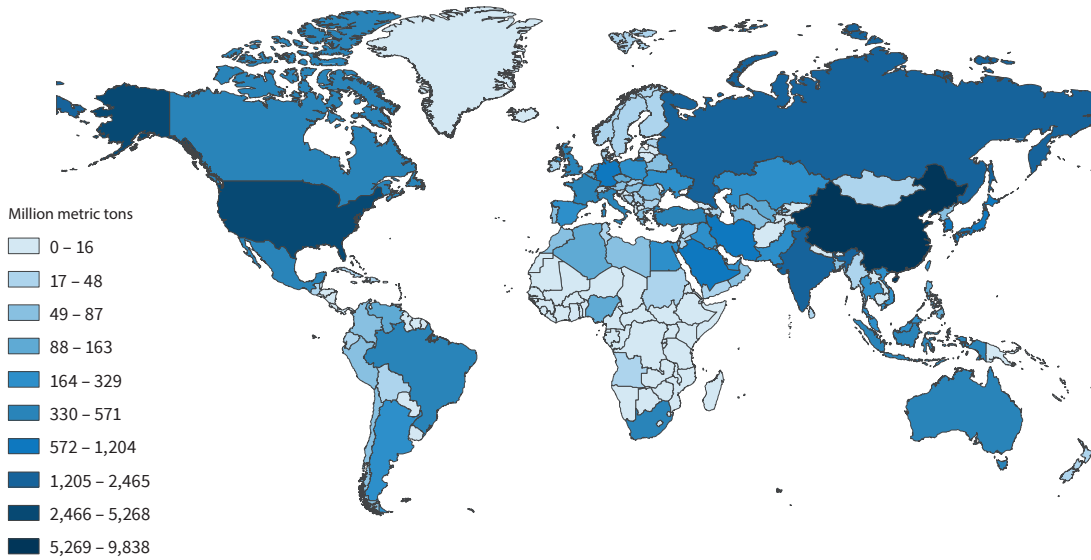 Million metric tons
0 – 16
17 – 48
49 – 87
88 – 163
164 – 329
330 – 571
572 – 1,204
1,205 – 2,465
2,466 – 5,268
5,269 – 9,838